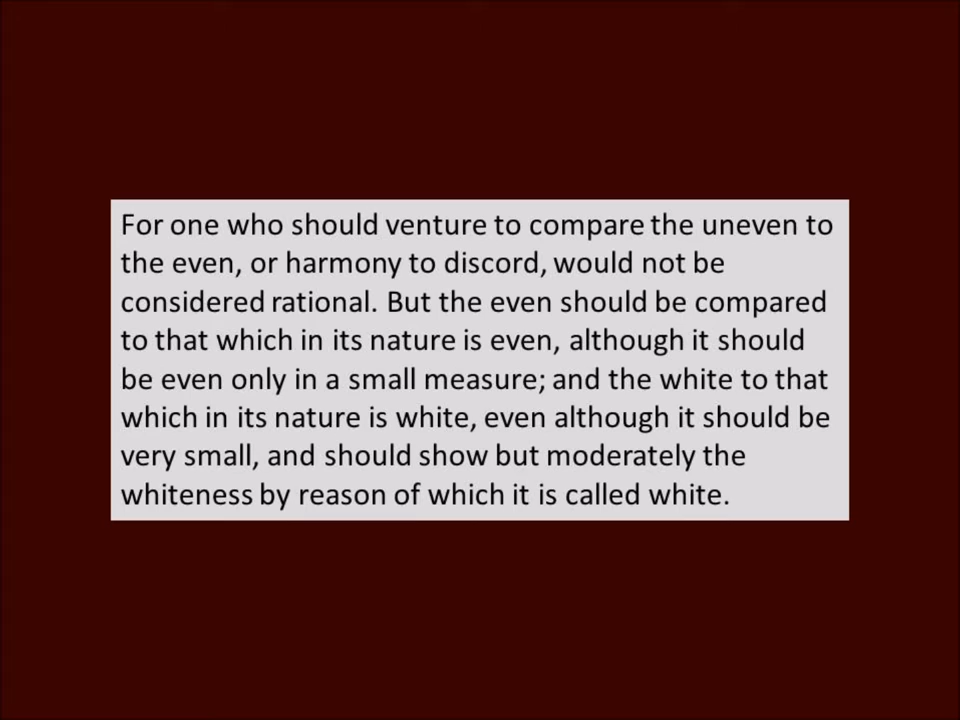 For one who should venture to compare the uneven to
the even, or harmony to discord, would not be
considered rational. But the even should be compared
to that which in its nature is even, although it should
be even only in a small measure; and the white to that
which in its nature is white, even although it should be
very small, and should show but moderately the
whiteness by reason of which it is called white.